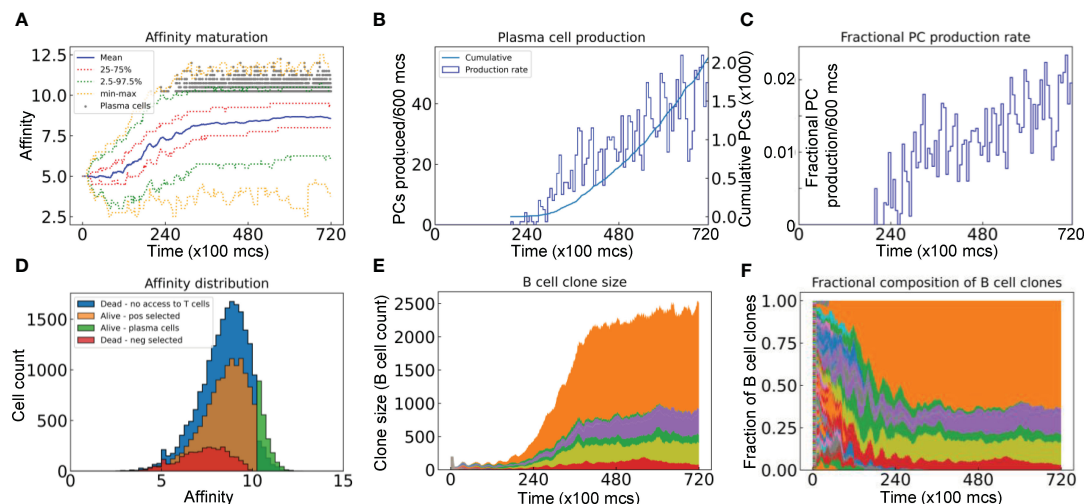 A
Affinity maturation
Mean
25-75%
2.5-97.5%
min-max
Plasma cells
12.5
10.0
7.5
5.0
2.5
Affinity
0
240
480
720
Time (x100 mcs)
B
Plasma cell production
Cumulative
Production rate
40
20
0
PCs produced/600 mcs
2.0
1.5
1.0
0.5
0.0
Cumulative PCs (x1000)
0
240
480
720
Time (x100 mcs)
C
Fractional PC production rate
0.02
0.01
0
Fractional PC
production/600 mcs
0
240
480
720
Time (x100 mcs)
D
Affinity distribution
Dead - no access to T cells
Alive - pos selected
Alive - plasma cells
Dead - neg selected
1500
1000
500
0
Cell count
0
5
10
15
Affinity
E
B cell clone size
2500
2000
1500
1000
500
0
Clone size (B cell count)
0
240
480
720
Time (x100 mcs)
F
Fractional composition of B cell clones
1.00
0.75
0.50
0.25
0.00
Fraction of B cell clones
0
240
480
720
Time (x100 mcs)